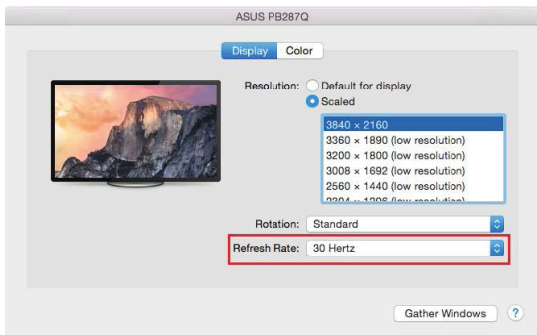 ASUS PB287Q
Display Color
Resolution: Default for display
Scaled
3840 × 2160
3360 × 1890 (low resolution)
3200 × 1800 (low resolution)
3008 × 1692 (low resolution)
2560 × 1440 (low resolution)
Rotation: Standard
Refresh Rate: 30 Hertz
Gather Windows ?